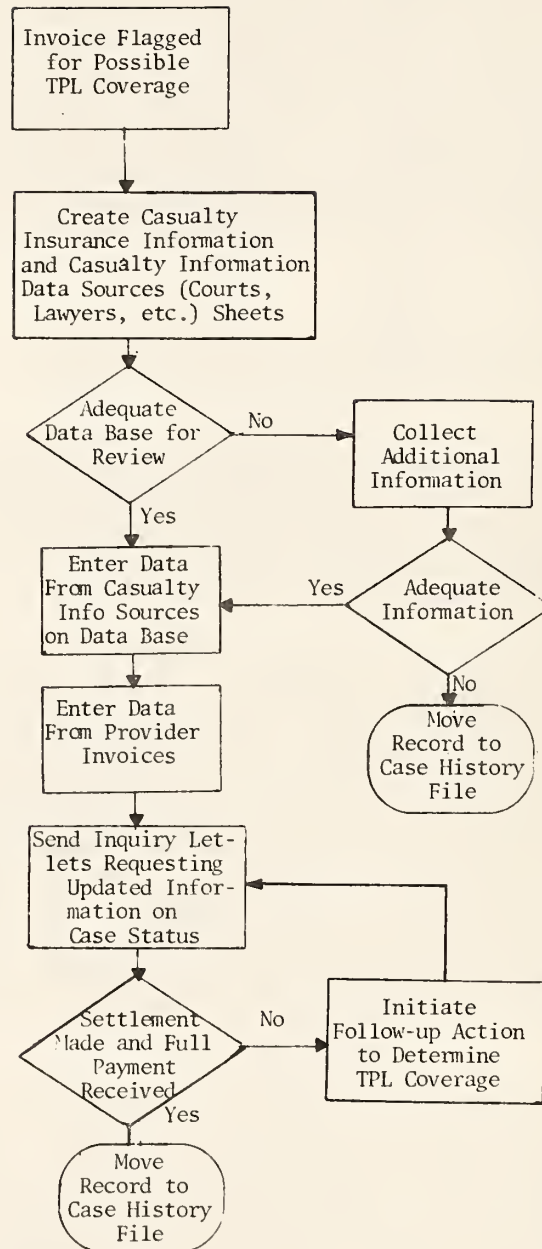 Invoice Flagged
for Possible
TPL Coverage
Create Casualty
Insurance Information
and Casualty Information
Data Sources (Courts,
Lawyers, etc.) Sheets
Adequate
Data Base for
Review
No
Collect
Additional
Information
Yes
Enter Data
From Casualty
Info Sources
on Data Base
Yes
Adequate
Information
No
Move
Record to
Case History
File
Enter Data
From Provider
Invoices
Send Inquiry Let-
lets Requesting
Updated Infor-
mation on
Case Status
Settlement
Made and Full
Payment
Received
No
Initiate
Follow-up Action
to Determine
TPL Coverage
Yes
Move
Record to
Case History
File